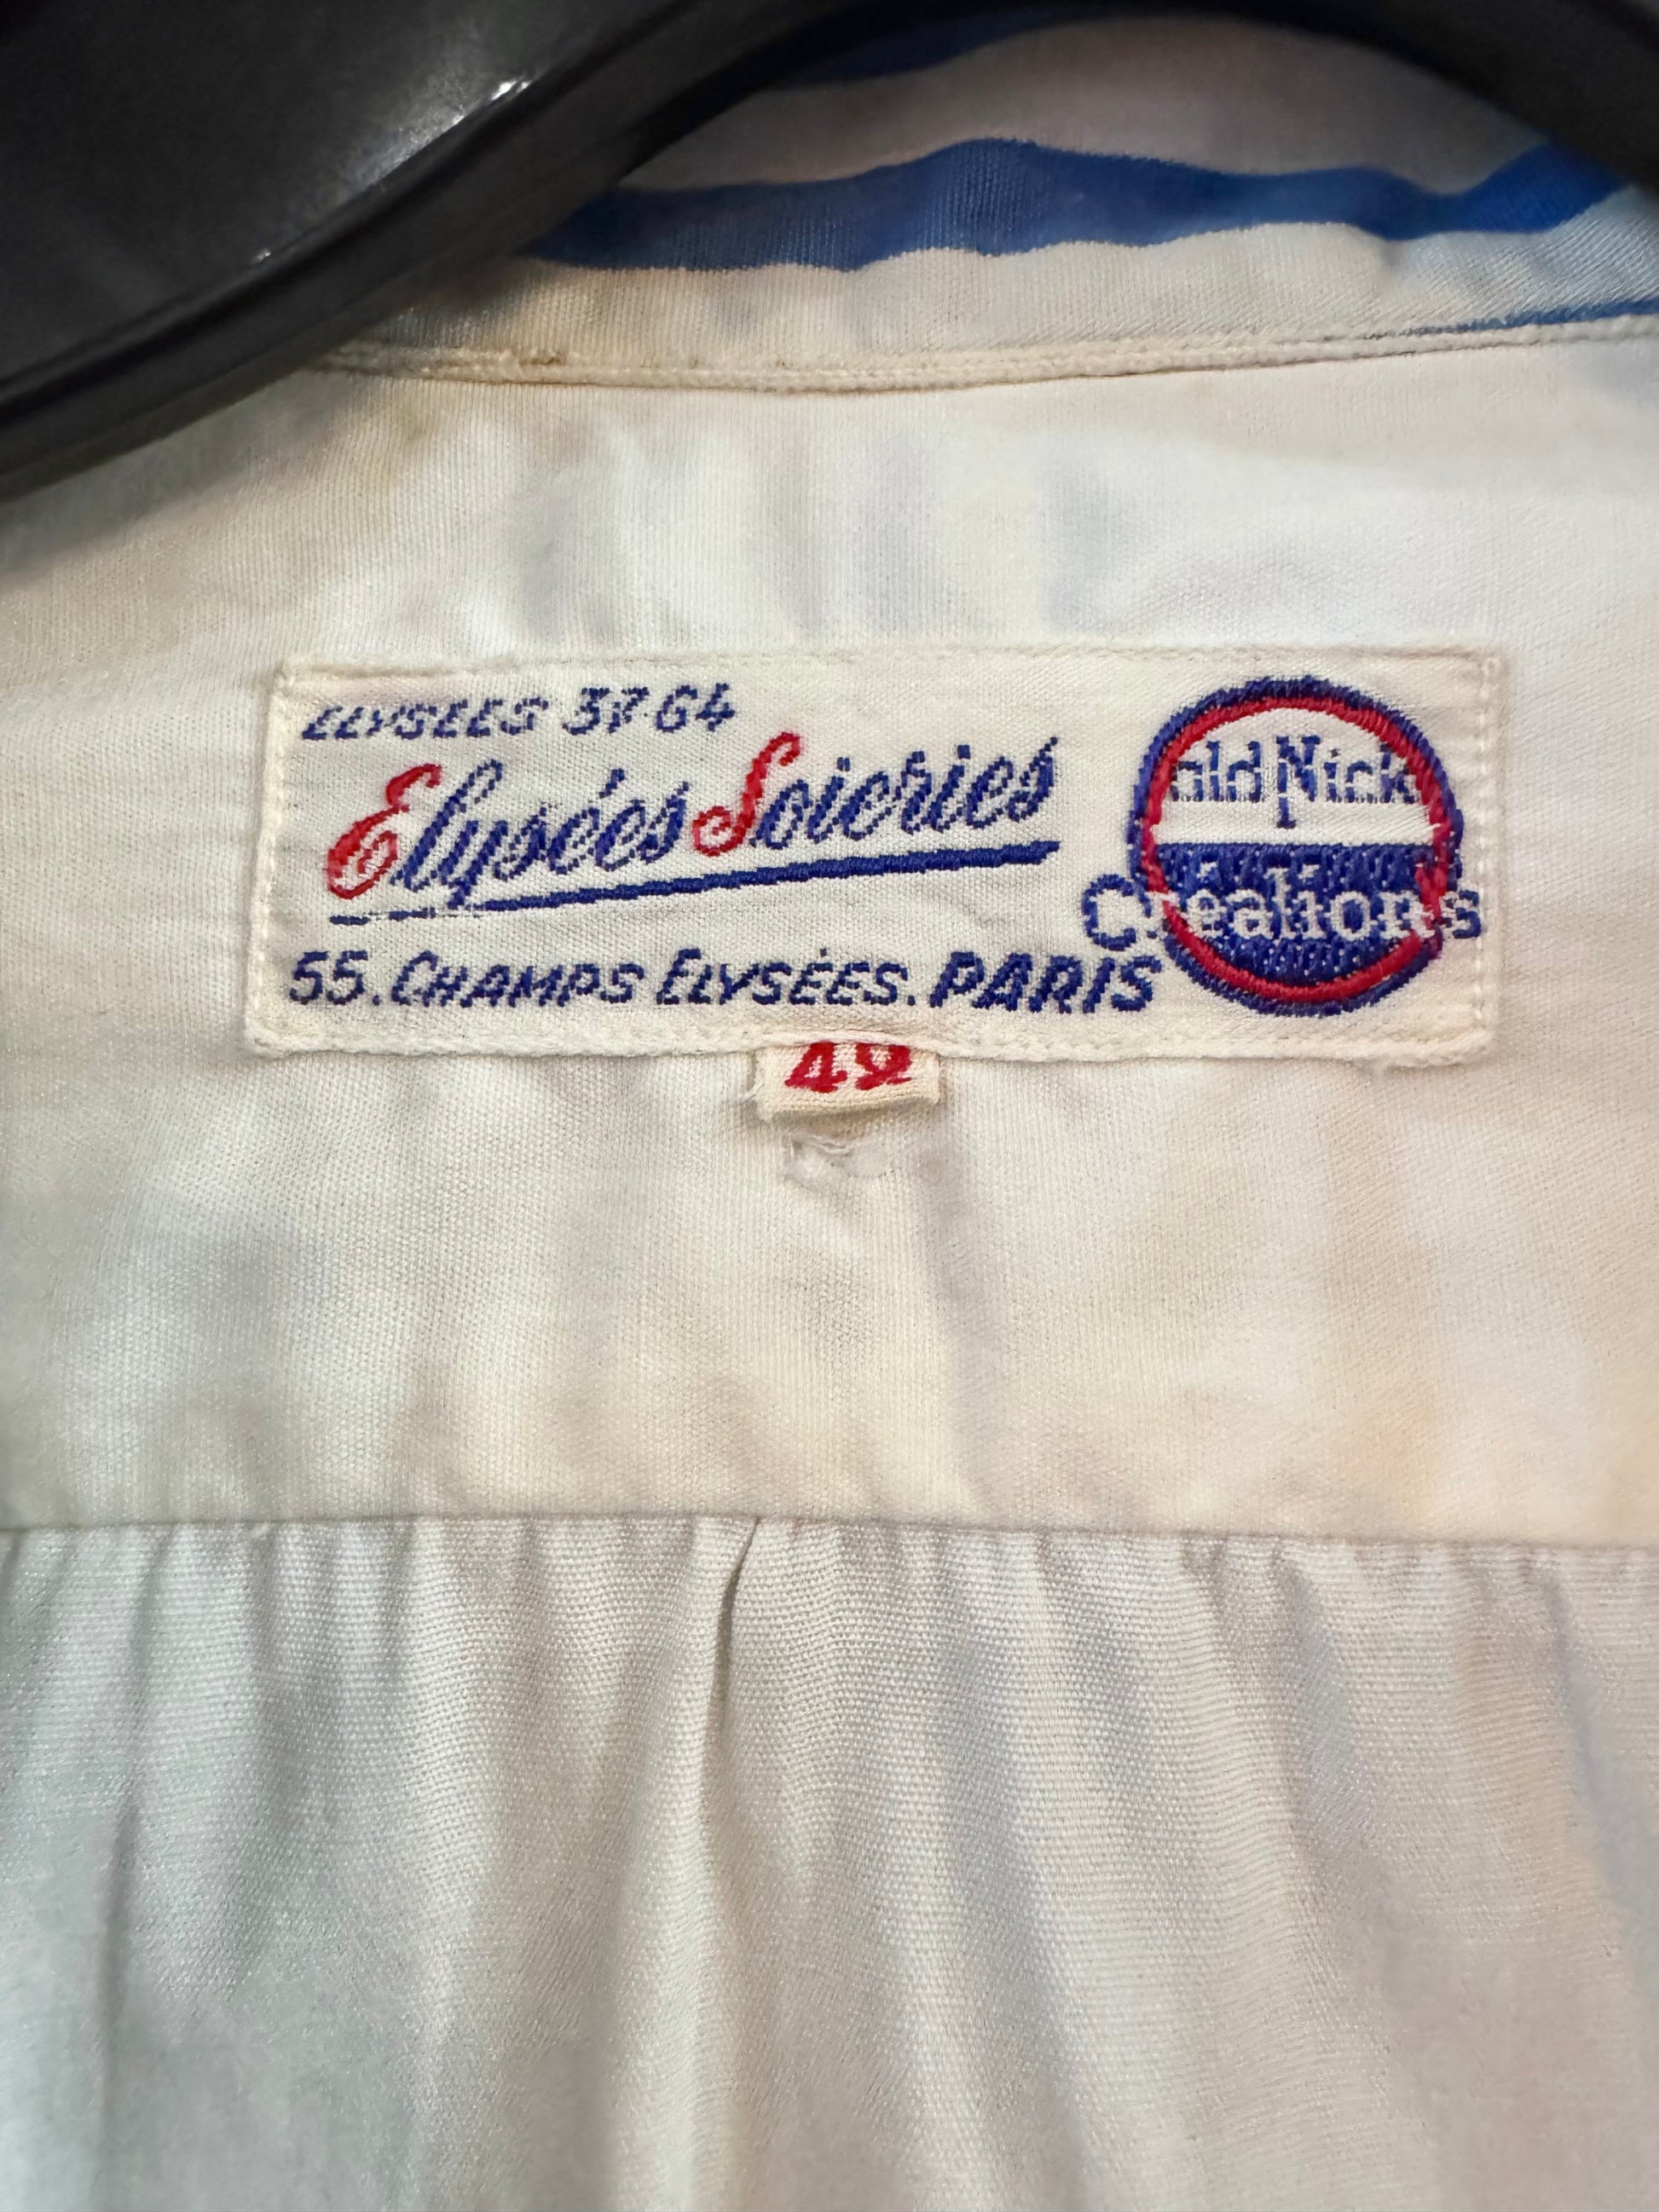 ELYSEES 37 64
Elysées Soieries
55. CHAMPS ELYSÉES. PARIS
old Nick
Creations
42